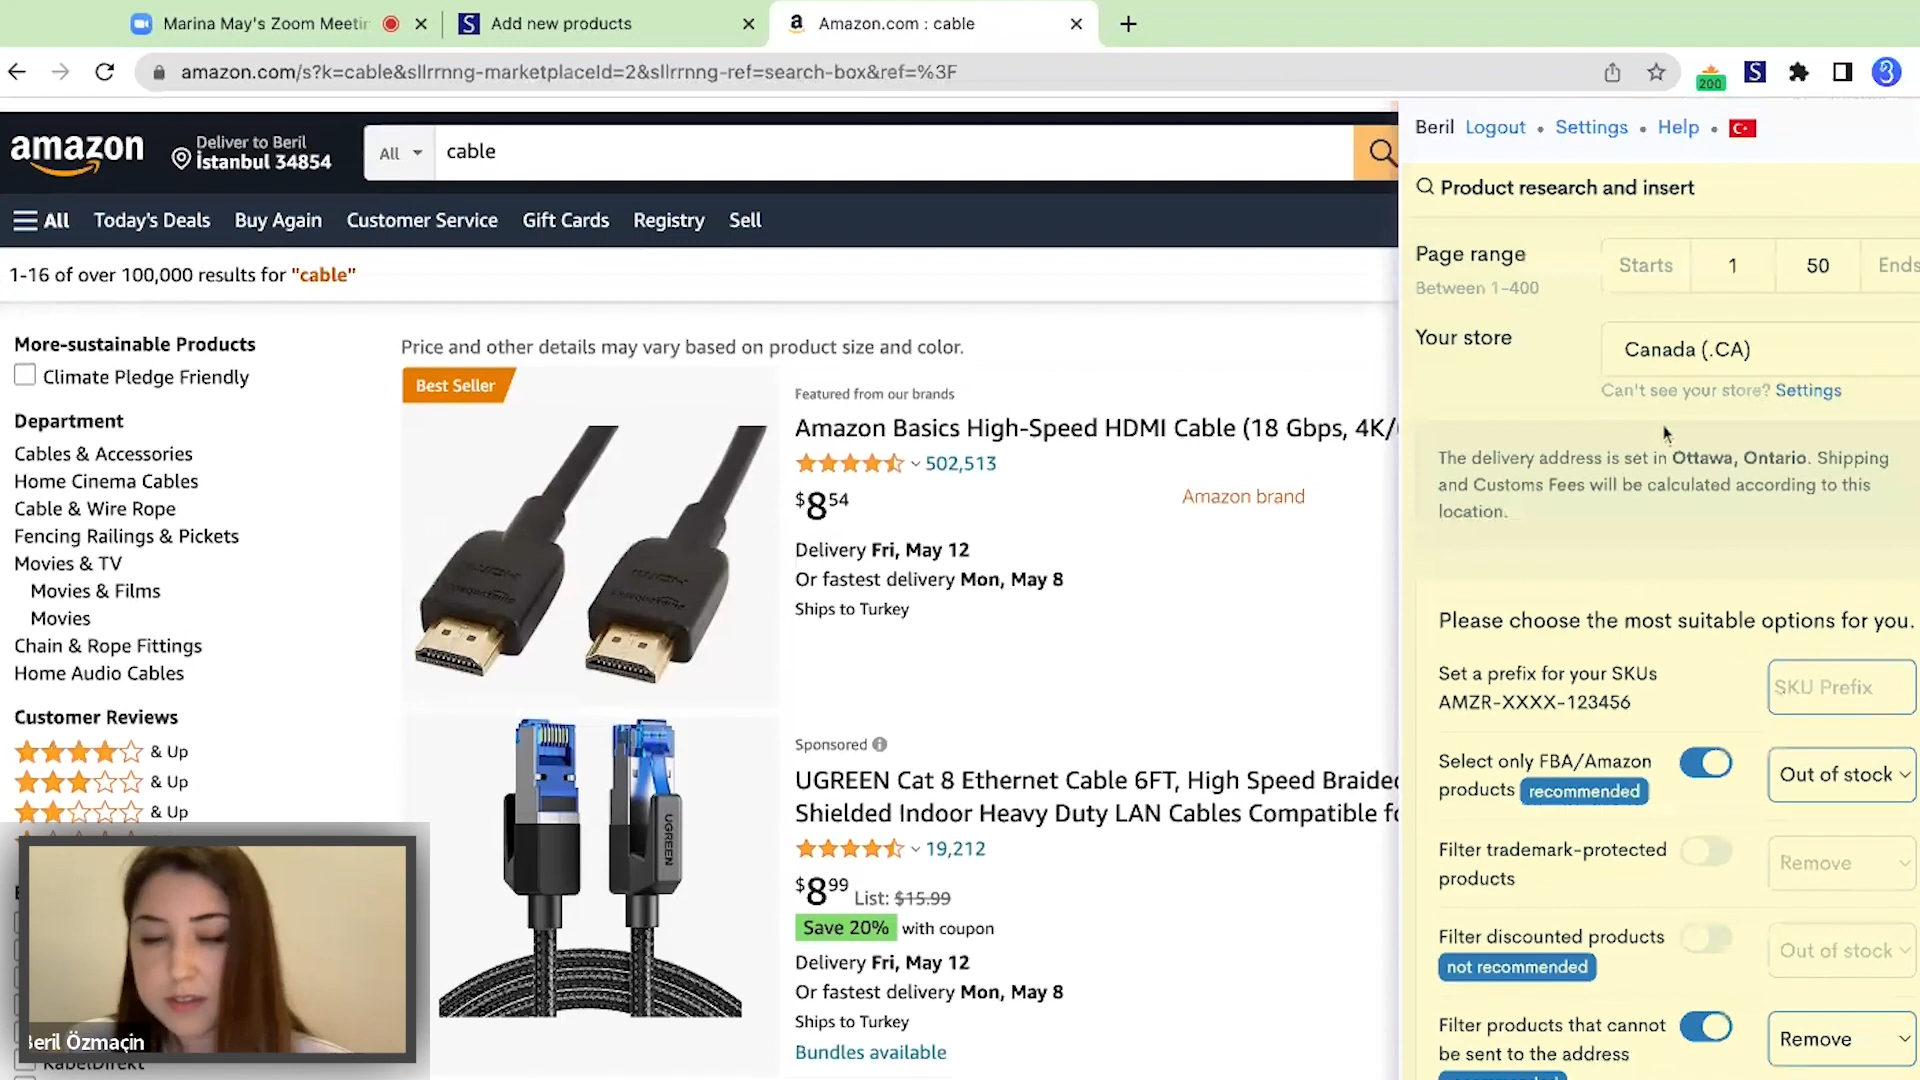 Marina May's Zoom Meetin
S Add new products
a Amazon.com : cable
amazon.com/s?k=cable&sllrrnng-marketplaceId=2&sllrrnng-ref=search-box&ref=%3F
200
S
3
amazon
Deliver to Beril
İstanbul 34854
All
cable
All Today's Deals Buy Again Customer Service Gift Cards Registry Sell
1-16 of over 100,000 results for "cable"
More-sustainable Products
Climate Pledge Friendly
Department
Cables & Accessories
Home Cinema Cables
Cable & Wire Rope
Fencing Railings & Pickets
Movies & TV
Movies & Films
Movies
Chain & Rope Fittings
Home Audio Cables
Customer Reviews
& Up
& Up
& Up
KabelDirekt
Beril Özmaçin
Price and other details may vary based on product size and color.
Best Seller
Featured from our brands
Amazon Basics High-Speed HDMI Cable (18 Gbps, 4K/
502,513
$8 54
Amazon brand
Delivery Fri, May 12
Or fastest delivery Mon, May 8
Ships to Turkey
UGREEN
Sponsored
UGREEN Cat 8 Ethernet Cable 6FT, High Speed Braided
Shielded Indoor Heavy Duty LAN Cables Compatible fo
19,212
$8 99 List: $15.99
Save 20% with coupon
Delivery Fri, May 12
Or fastest delivery Mon, May 8
Ships to Turkey
Bundles available
Beril Logout • Settings • Help •
Product research and insert
Page range
Between 1-400
Starts 1 50 Ends
Your store
Canada (.CA)
Can't see your store? Settings
The delivery address is set in Ottawa, Ontario. Shipping
and Customs Fees will be calculated according to this
location.
Please choose the most suitable options for you.
Set a prefix for your SKUs
AMZR-XXXX-123456
SKU Prefix
Select only FBA/Amazon
products recommended
Out of stock
Filter trademark-protected
products
Remove
Filter discounted products
not recommended
Out of stock
Filter products that cannot
be sent to the address
Remove